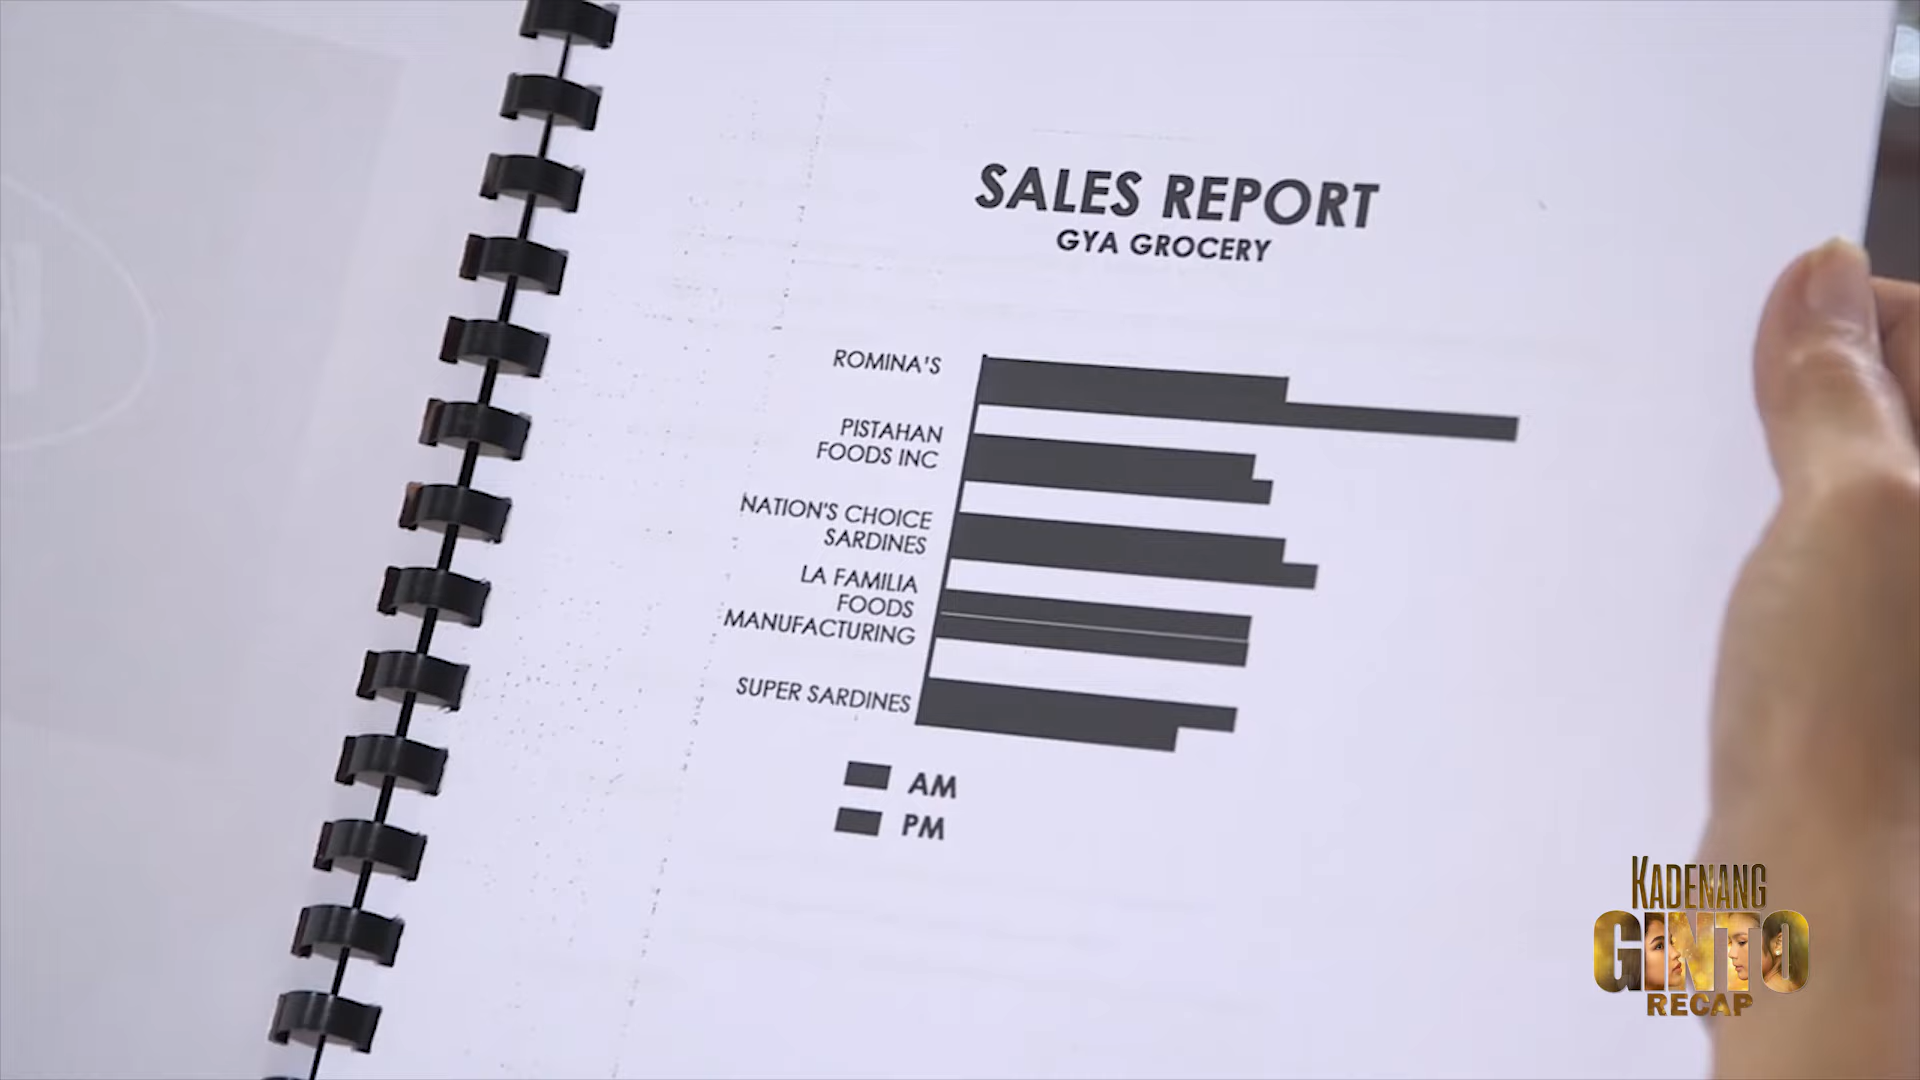 SALES REPORT
GYA GROCERY
ROMINA'S
PISTAHAN
FOODS INC
NATION'S CHOICE
SARDINES
LA FAMILIA
FOODS
MANUFACTURING
SUPER SARDINES
AM
PM
KADENANG
GINTO
RECAP